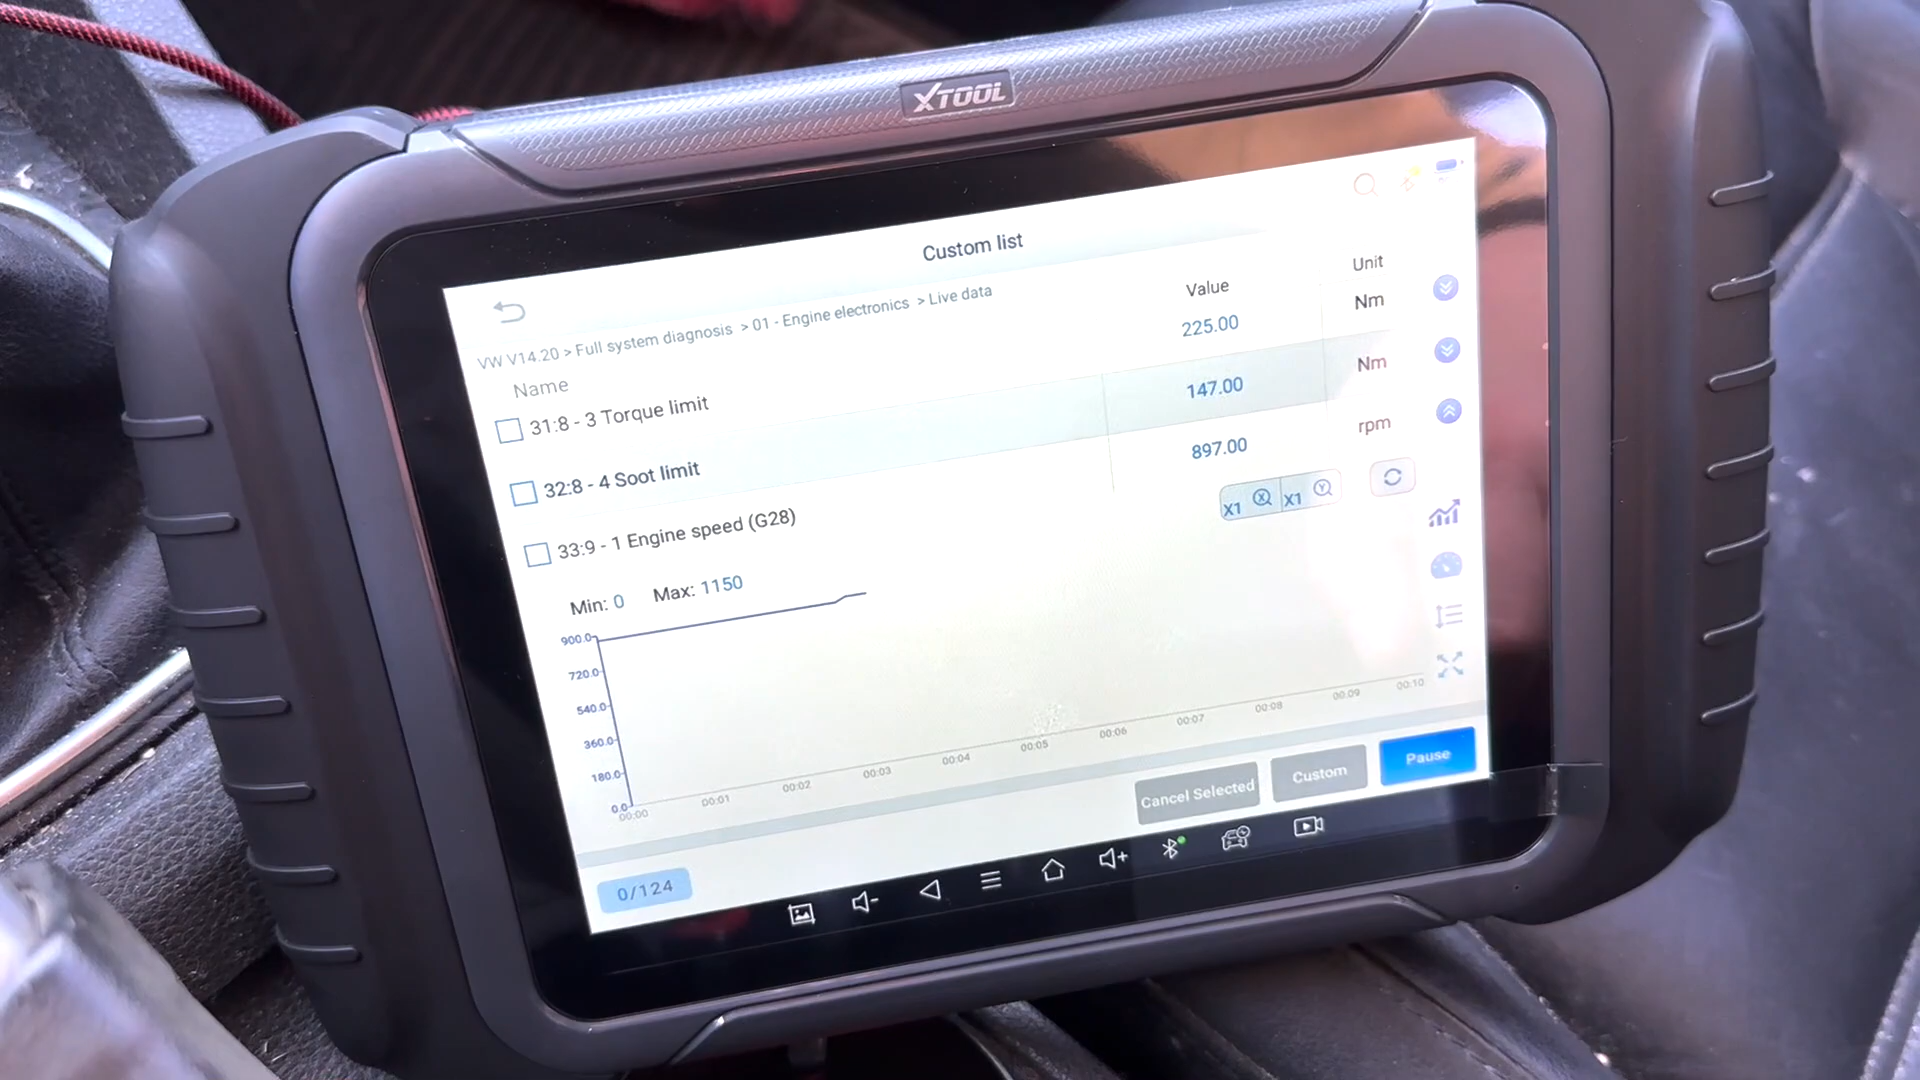 XTOOL
Custom list
VW V14.20 > Full system diagnosis > 01 - Engine electronics > Live data
Name Value Unit
31:8 - 3 Torque limit 225.00 Nm
32:8 - 4 Soot limit 147.00 Nm
33:9 - 1 Engine speed (G28) 897.00 rpm
X1 X X1 Y
Min: 0 Max: 1150
900.0
720.0
540.0
360.0
180.0
0.0
00:00 00:01 00:02 00:03 00:04 00:05 00:06 00:07 00:08 00:09 00:10
Cancel Selected Custom Pause
0/124